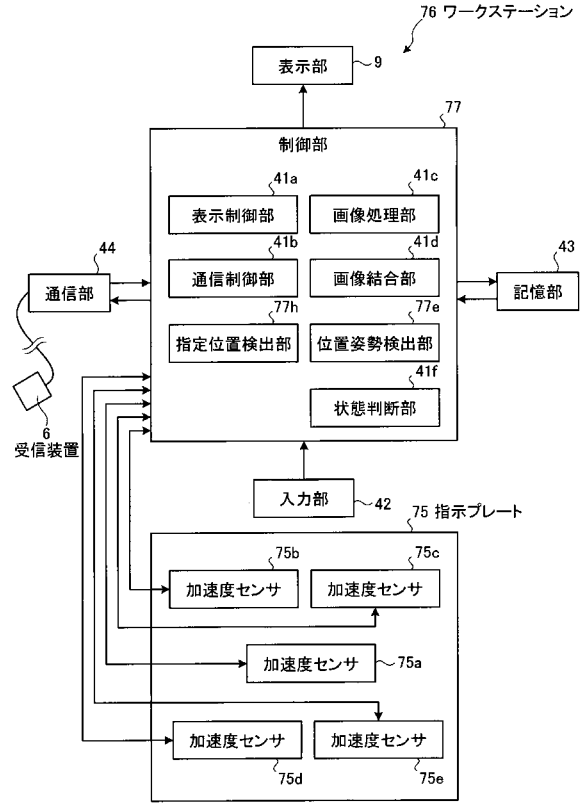 76 ワークステーション
表示部
9
77
制御部
41a
表示制御部
41c
画像処理部
41b
通信制御部
41d
画像結合部
44
通信部
43
記憶部
77h
指定位置検出部
77e
位置姿勢検出部
41f
状態判断部
6
受信装置
入力部
42
75 指示プレート
75b
加速度センサ
75c
加速度センサ
加速度センサ
75a
加速度センサ
75d
加速度センサ
75e